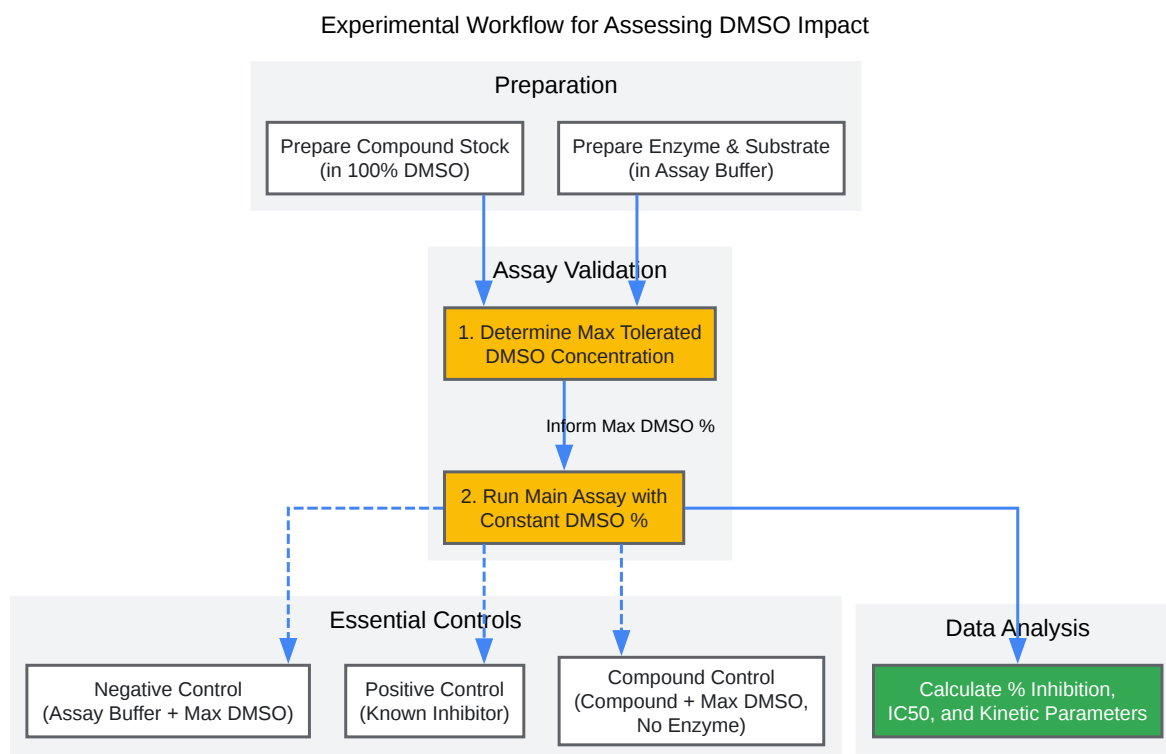 Experimental Workflow for Assessing DMSO Impact
Preparation
Prepare Compound Stock
(in 100% DMSO)
Prepare Enzyme & Substrate
(in Assay Buffer)
Assay Validation
1. Determine Max Tolerated
DMSO Concentration
Inform Max DMSO %
2. Run Main Assay with
Constant DMSO %
Essential Controls
Negative Control
(Assay Buffer + Max DMSO)
Positive Control
(Known Inhibitor)
Compound Control
(Compound + Max DMSO,
No Enzyme)
Data Analysis
Calculate % Inhibition,
IC50, and Kinetic Parameters